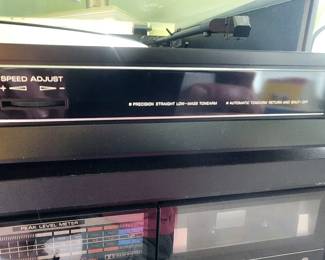 SPEED ADJUST
+ −
PRECISION STRAIGHT LOW-MASS TONEARM
AUTOMATIC TONEARM RETURN AND SHUT-OFF
PEAK LEVEL METER